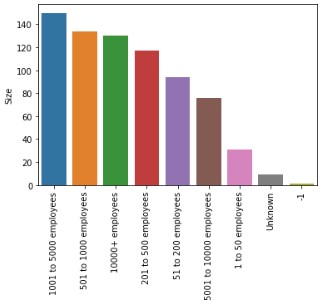 140
120
100
80
60
40
20
0
Size
1001 to 5000 employees
501 to 1000 employees
10000+ employees
201 to 500 employees
51 to 200 employees
5001 to 10000 employees
1 to 50 employees
Unknown
-1